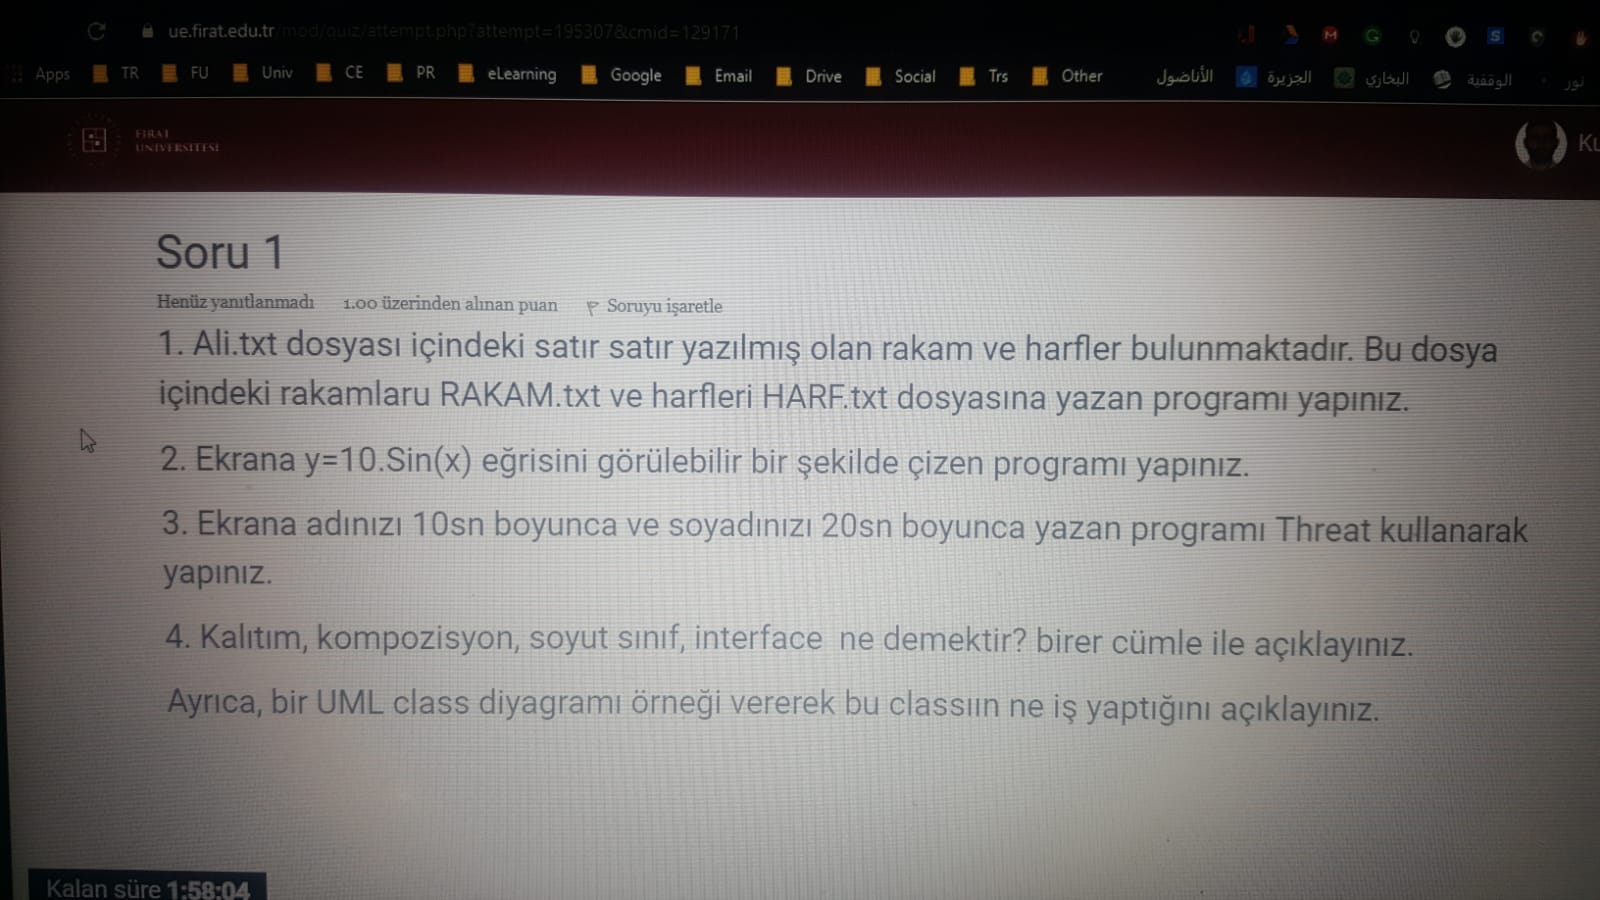 ue.firat.edu.tr/mod/quiz/attempt.php?attempt=195307&cmid=129171
Apps TR FU Univ CE PR eLearning Google Email Drive Social Trs Other الأناضول الجزيرة البخاري الوقفية نور
FIRAT
ÜNİVERSİTESİ
Ku
Soru 1
Henüz yanıtlanmadı 1.00 üzerinden alınan puan Soruyu işaretle
1. Ali.txt dosyası içindeki satır satır yazılmış olan rakam ve harfler bulunmaktadır. Bu dosya
içindeki rakamlaru RAKAM.txt ve harfleri HARF.txt dosyasına yazan programı yapınız.
2. Ekrana y=10.Sin(x) eğrisini görülebilir bir şekilde çizen programı yapınız.
3. Ekrana adınızı 10sn boyunca ve soyadınızı 20sn boyunca yazan programı Threat kullanarak
yapınız.
4. Kalıtım, kompozisyon, soyut sınıf, interface ne demektir? birer cümle ile açıklayınız.
Ayrıca, bir UML class diyagramı örneği vererek bu classıın ne iş yaptığını açıklayınız.
Kalan süre 1:58:04